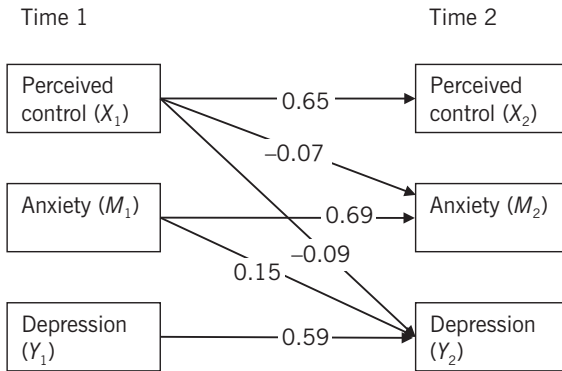 Time 1
Time 2
Perceived
control (X₁)
0.65
Perceived
control (X₂)
–0.07
Anxiety (M₁)
0.69
Anxiety (M₂)
–0.09
0.15
Depression
(Y₁)
0.59
Depression
(Y₂)